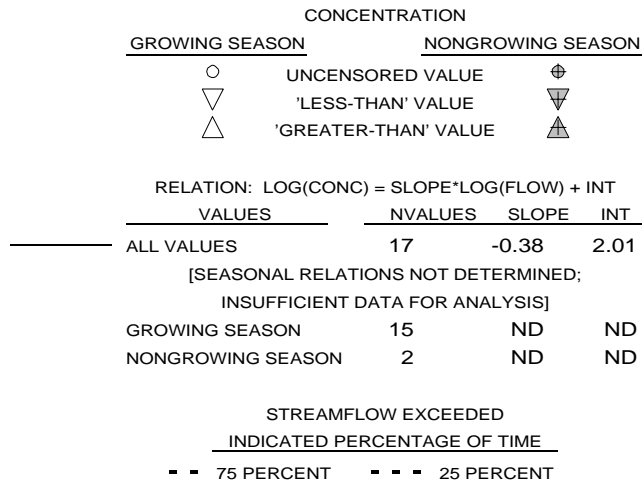 CONCENTRATION
GROWING SEASON NONGROWING SEASON
UNCENSORED VALUE
'LESS-THAN' VALUE
'GREATER-THAN' VALUE
RELATION: LOG(CONC) = SLOPE*LOG(FLOW) + INT
VALUES NVALUES SLOPE INT
ALL VALUES 17 -0.38 2.01
[SEASONAL RELATIONS NOT DETERMINED;
INSUFFICIENT DATA FOR ANALYSIS]
GROWING SEASON 15 ND ND
NONGROWING SEASON 2 ND ND
STREAMFLOW EXCEEDED
INDICATED PERCENTAGE OF TIME
75 PERCENT 25 PERCENT